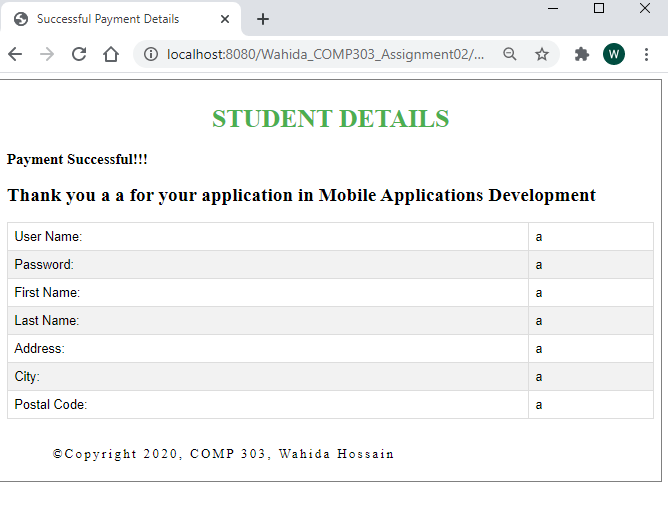 Successful Payment Details
localhost:8080/Wahida_COMP303_Assignment02/...
W
STUDENT DETAILS
Payment Successful!!!
Thank you a a for your application in Mobile Applications Development
User Name: a
Password: a
First Name: a
Last Name: a
Address: a
City: a
Postal Code: a
©Copyright 2020, COMP 303, Wahida Hossain